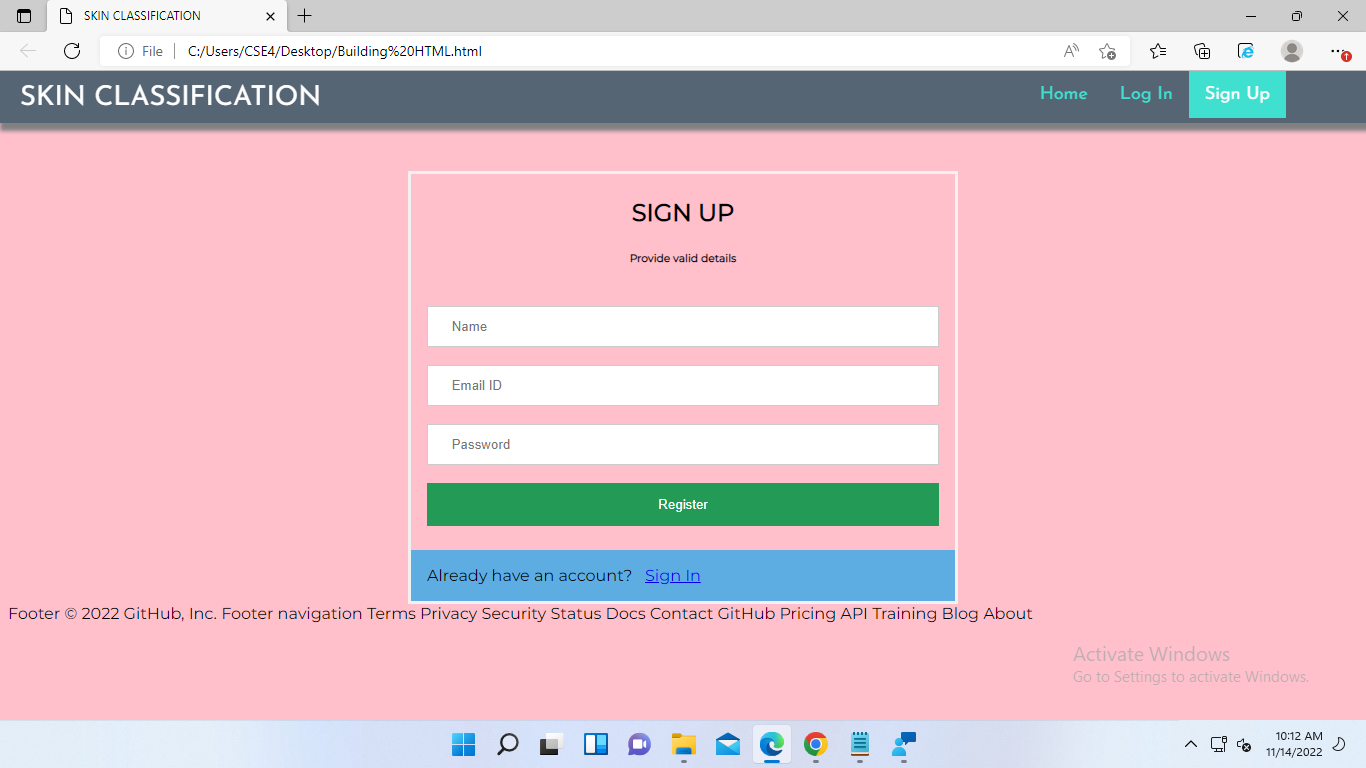 SKIN CLASSIFICATION
File C:/Users/CSE4/Desktop/Building%20HTML.html
SKIN CLASSIFICATION Home Log In Sign Up
SIGN UP
Provide valid details
Name
Email ID
Password
Register
Already have an account? Sign In
Footer © 2022 GitHub, Inc. Footer navigation Terms Privacy Security Status Docs Contact GitHub Pricing API Training Blog About
Activate Windows
Go to Settings to activate Windows.
10:12 AM
11/14/2022